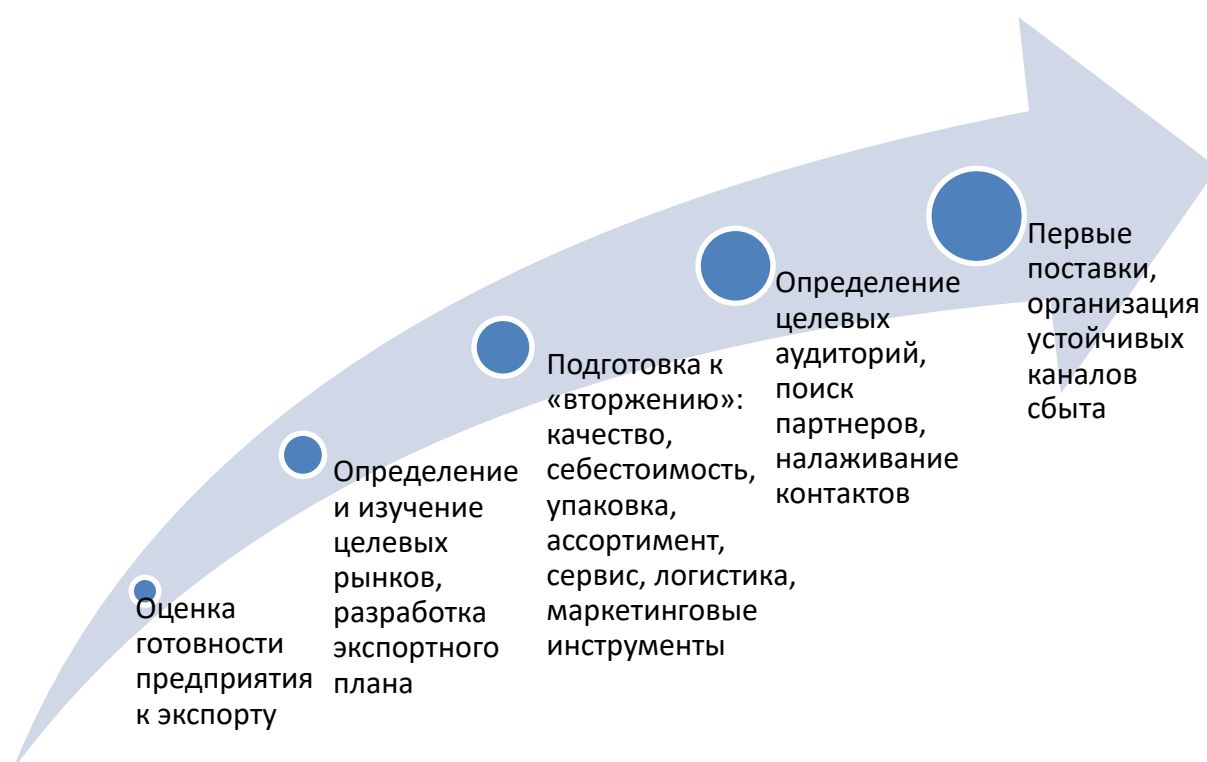 Оценка
готовности
предприятия
к экспорту
Определение
и изучение
целевых
рынков,
разработка
экспортного
плана
Подготовка к
«вторжению»:
качество,
себестоимость,
упаковка,
ассортимент,
сервис, логистика,
маркетинговые
инструменты
Определение
целевых
аудиторий,
поиск
партнеров,
налаживание
контактов
Первые
поставки,
организация
устойчивых
каналов
сбыта